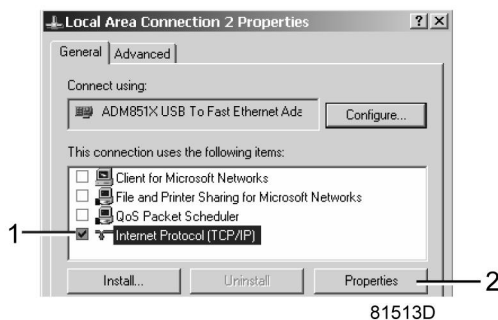 Local Area Connection 2 Properties
General Advanced
Connect using:
ADM851X USB To Fast Ethernet Ada
Configure...
This connection uses the following items:
Client for Microsoft Networks
File and Printer Sharing for Microsoft Networks
QoS Packet Scheduler
1 Internet Protocol (TCP/IP)
Install... Uninstall Properties 2
81513D